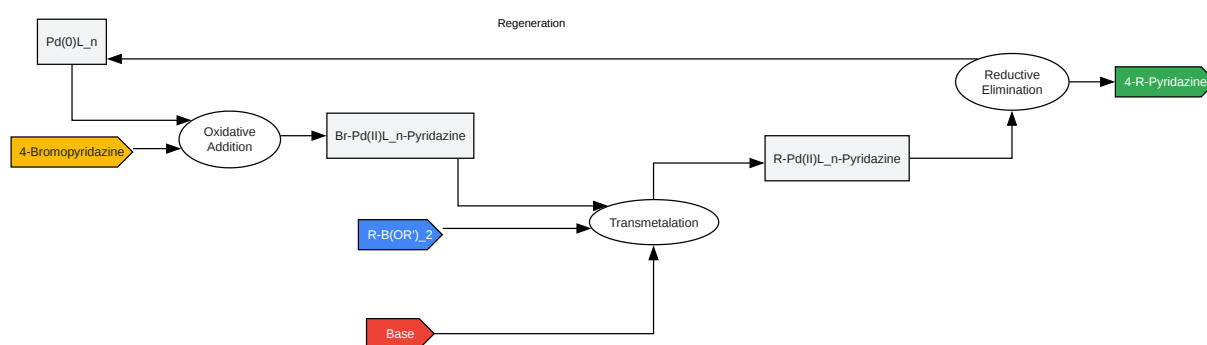 Regeneration
Pd(0)L_n
Reductive
Elimination
4-R-Pyridazine
Oxidative
Addition
Br-Pd(II)L_n-Pyridazine
4-Bromopyridazine
R-Pd(II)L_n-Pyridazine
R-B(OR')_2
Transmetalation
Base